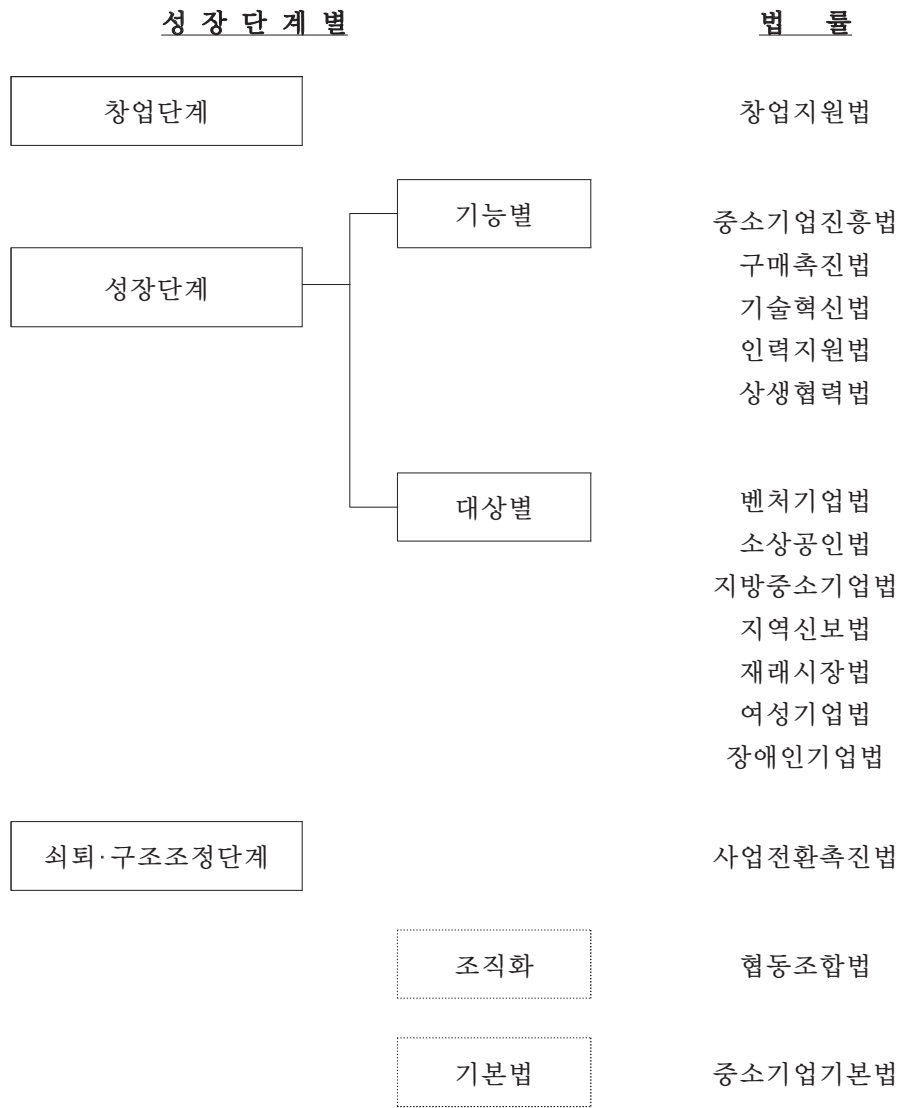 성 장 단 계 별 법 률
창업단계 창업지원법
기능별 중소기업진흥법
구매촉진법
성장단계 기술혁신법
인력지원법
상생협력법
대상별 벤처기업법
소상공인법
지방중소기업법
지역신보법
재래시장법
여성기업법
장애인기업법
쇠퇴·구조조정단계 사업전환촉진법
조직화 협동조합법
기본법 중소기업기본법